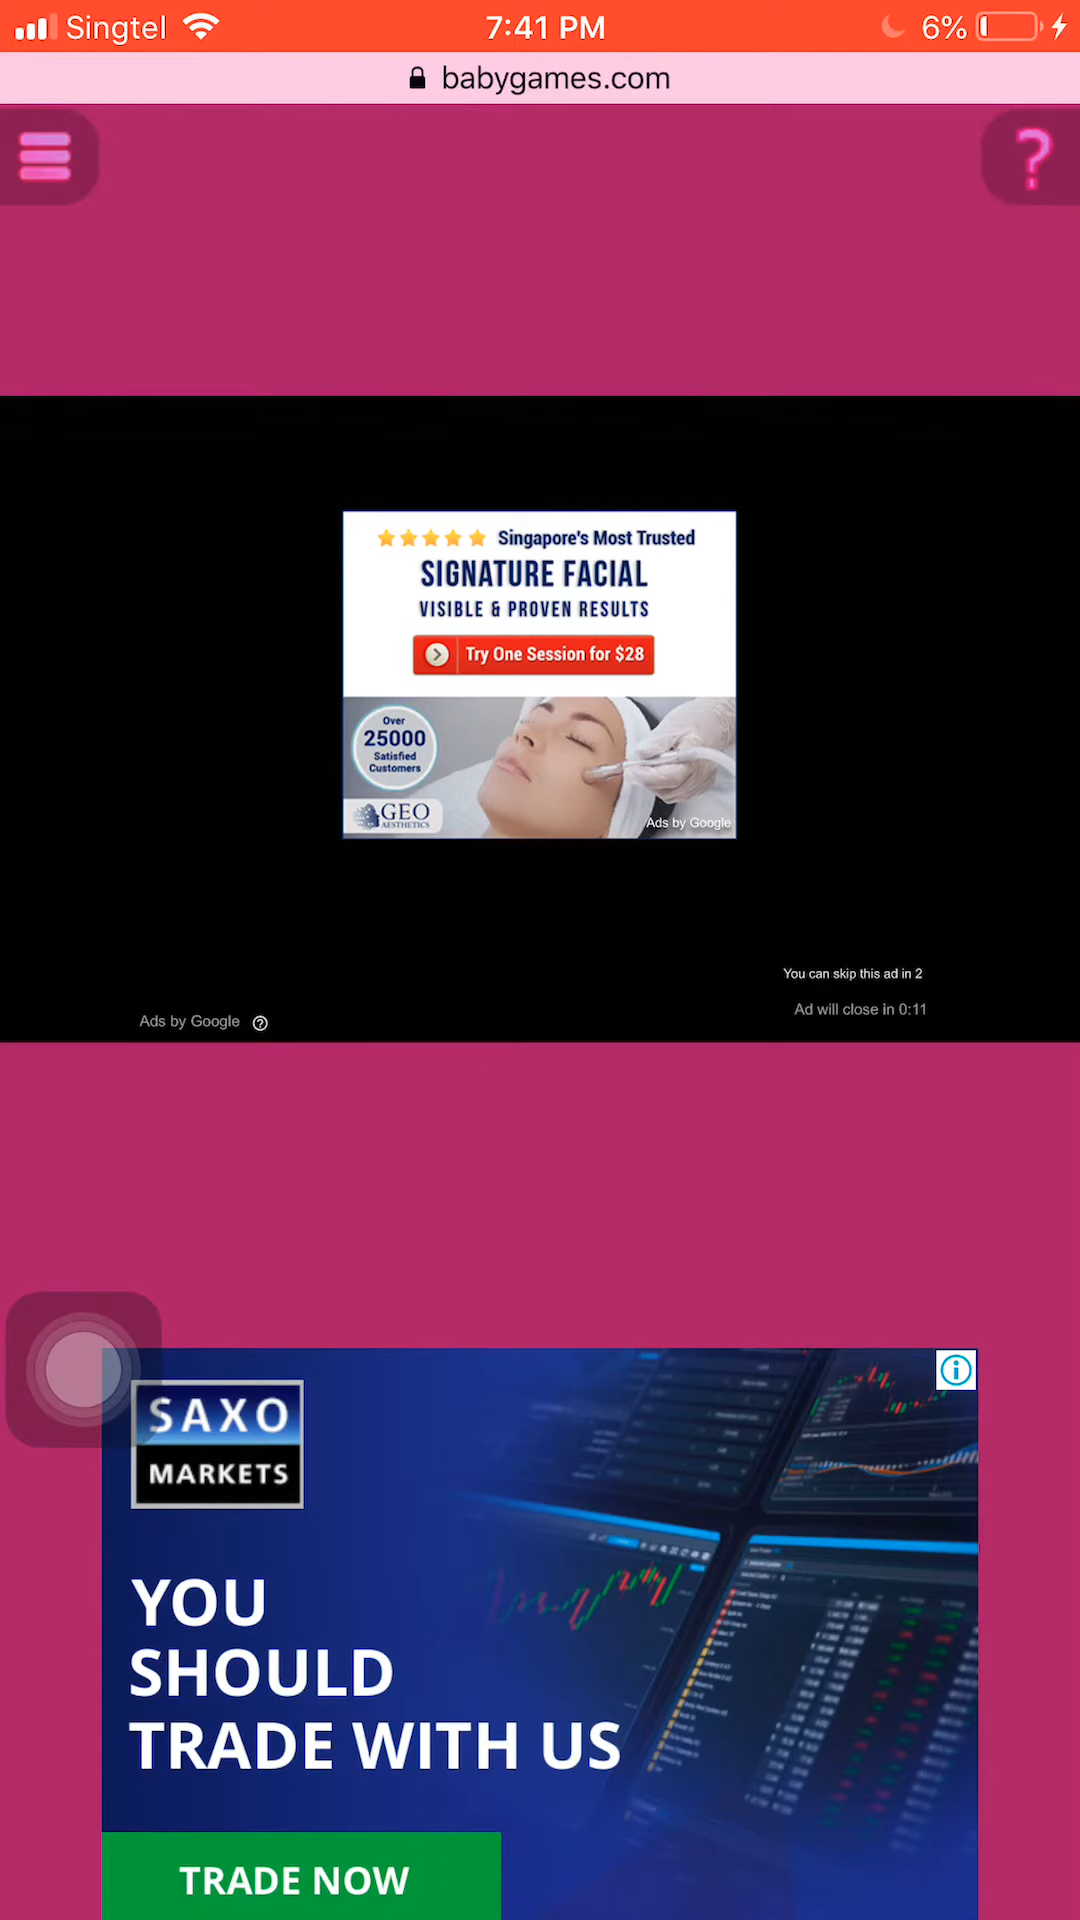 Singtel 7:41 PM 6%
babygames.com
?
Singapore's Most Trusted
SIGNATURE FACIAL
VISIBLE & PROVEN RESULTS
Try One Session for $28
Over
25000
Satisfied
Customers
GEO
AESTHETICS
Ads by Google
You can skip this ad in 2
Ad will close in 0:11
Ads by Google ?
SAXO
MARKETS
YOU
SHOULD
TRADE WITH US
TRADE NOW